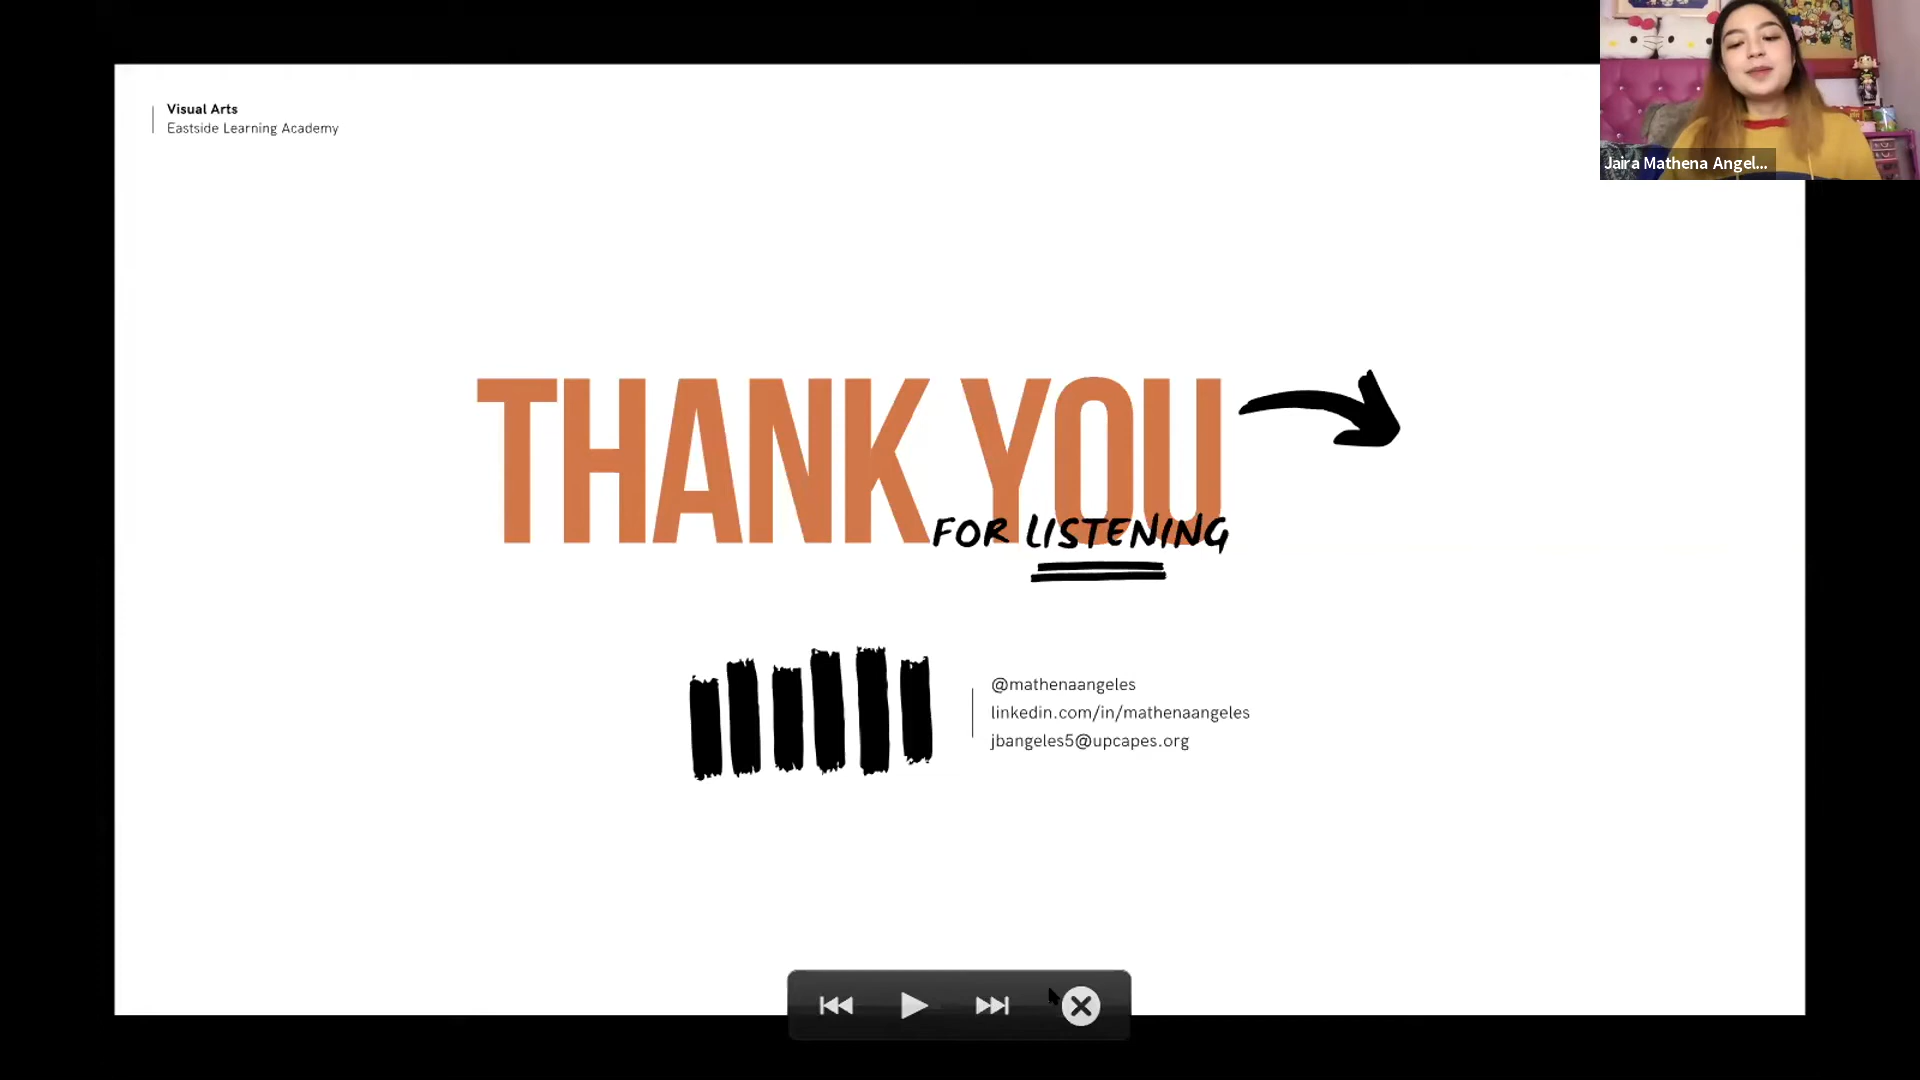 Visual Arts
Eastside Learning Academy
Jaira Mathena Angel...
THANK YOU
FOR LISTENING
@mathenaangeles
linkedin.com/in/mathenaangeles
jbangeles5@upcapes.org